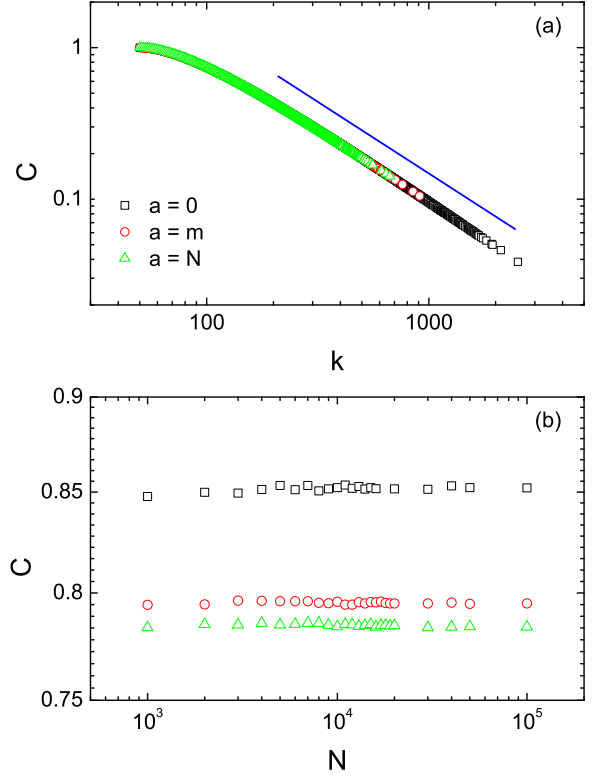 (a)
1
0.1
C
a = 0
a = m
a = N
100
1000
k
(b)
0.9
0.85
0.8
0.75
C
10³
10⁴
10⁵
N